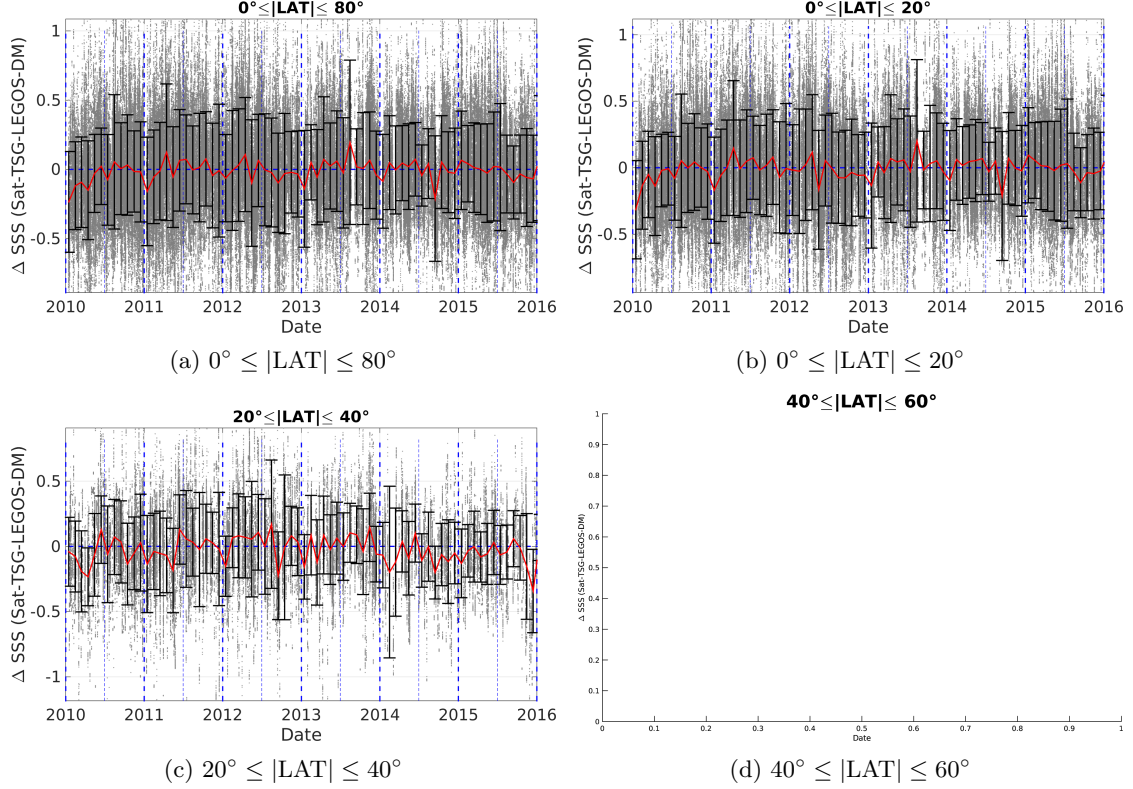 0°≤|LAT|≤ 80°
Δ SSS (Sat-TSG-LEGOS-DM)
1
0.5
0
-0.5
2010 2011 2012 2013 2014 2015 2016
Date
(a) 0° ≤ |LAT| ≤ 80°
0°≤|LAT|≤ 20°
Δ SSS (Sat-TSG-LEGOS-DM)
1
0.5
0
-0.5
2010 2011 2012 2013 2014 2015 2016
Date
(b) 0° ≤ |LAT| ≤ 20°
20°≤|LAT|≤ 40°
Δ SSS (Sat-TSG-LEGOS-DM)
0.5
0
-0.5
-1
2010 2011 2012 2013 2014 2015 2016
Date
(c) 20° ≤ |LAT| ≤ 40°
40°≤|LAT|≤ 60°
Δ SSS (Sat-TSG-LEGOS-DM)
1
0.9
0.8
0.7
0.6
0.5
0.4
0.3
0.2
0.1
0
0 0.1 0.2 0.3 0.4 0.5 0.6 0.7 0.8 0.9 1
Date
(d) 40° ≤ |LAT| ≤ 60°